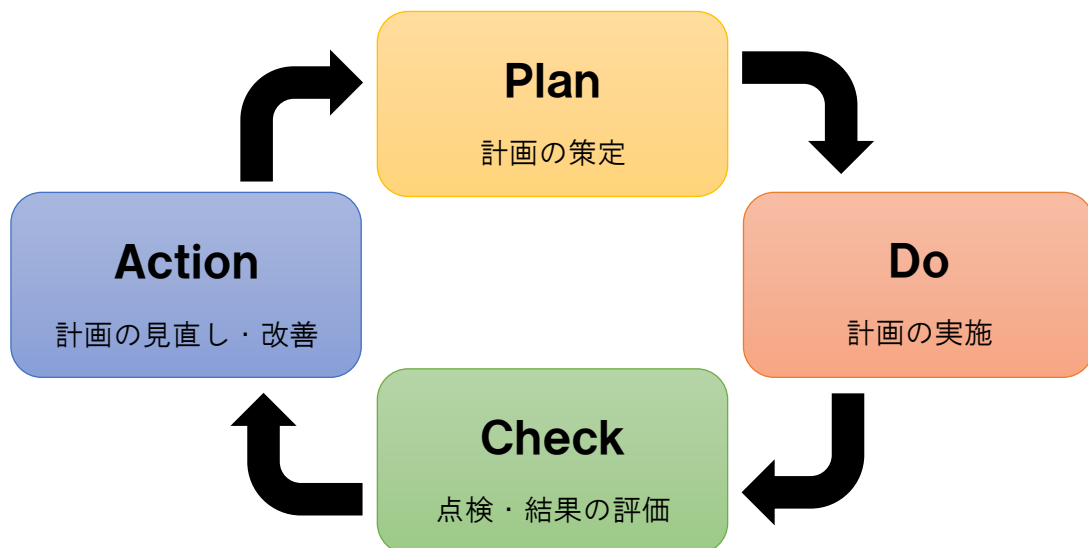 Plan
計画の策定
Do
計画の実施
Check
点検・結果の評価
Action
計画の見直し・改善